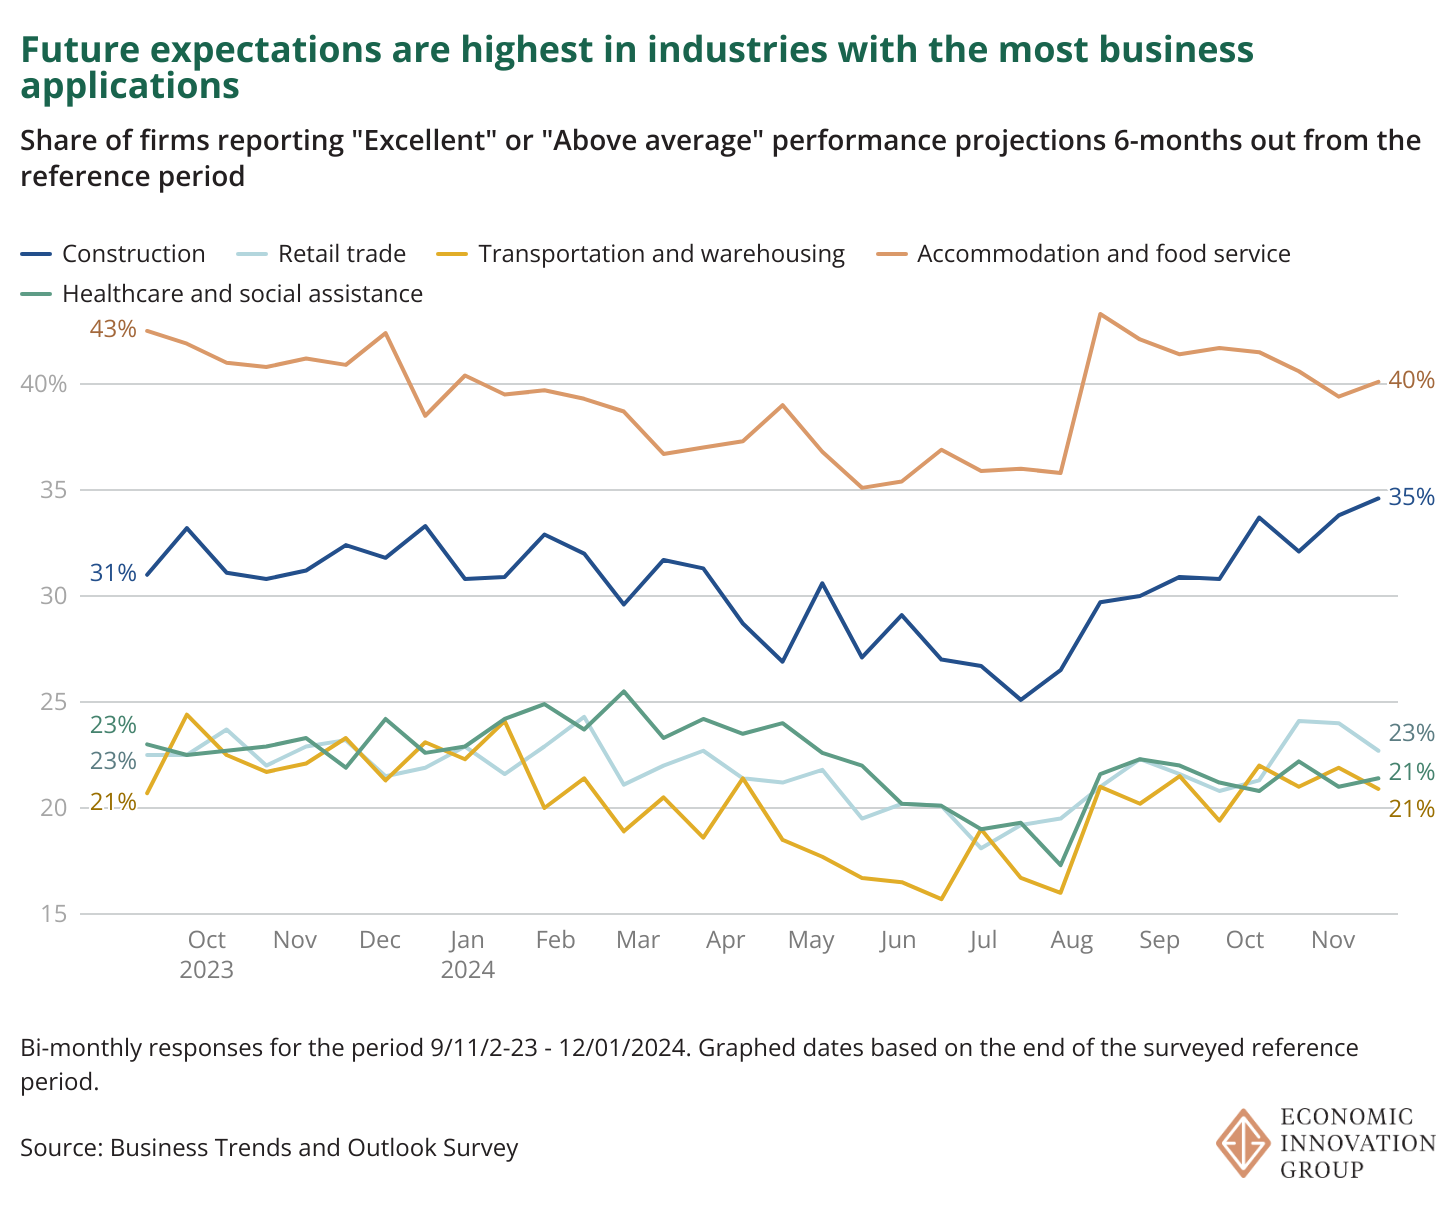 Future expectations are highest in industries with the most business
applications
Share of firms reporting "Excellent" or "Above average" performance projections 6-months out from the
reference period
Construction Retail trade Transportation and warehousing Accommodation and food service
Healthcare and social assistance
43%
40%
40%
35
35%
31%
30
25
23%
23%
23%
21%
21%
20
21%
15
Oct Nov Dec Jan Feb Mar Apr May Jun Jul Aug Sep Oct Nov
2023 2024
Bi-monthly responses for the period 9/11/2-23 - 12/01/2024. Graphed dates based on the end of the surveyed reference
period.
Source: Business Trends and Outlook Survey
ECONOMIC
INNOVATION
GROUP